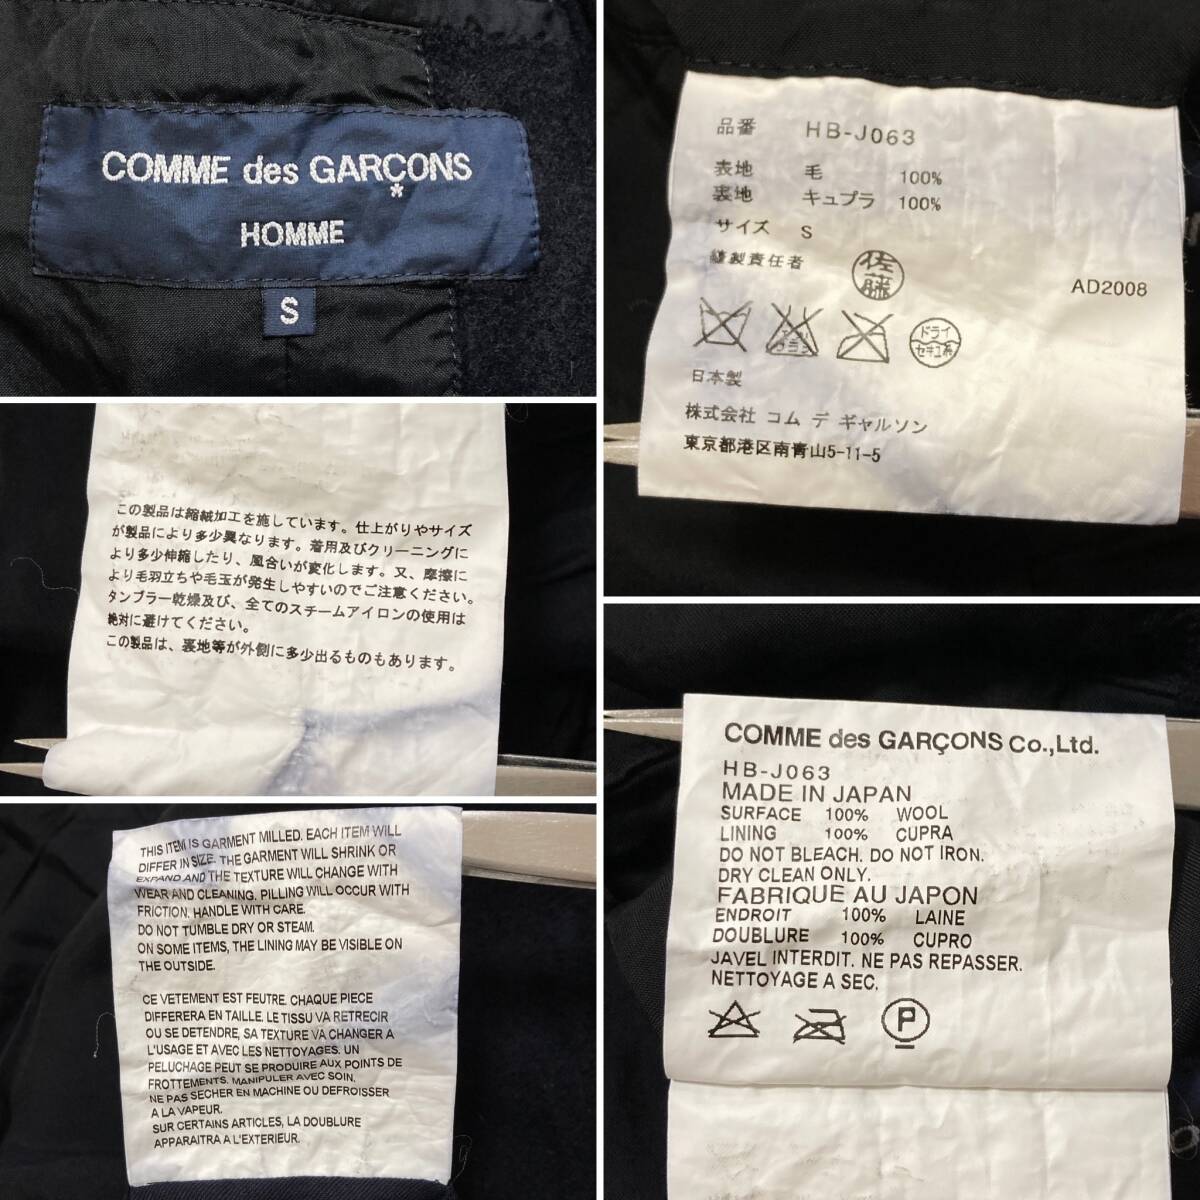 COMME des GARÇONS
*
HOMME
S
品番 HB-J063
表地 毛 100%
裏地 キュプラ 100%
サイズ S
縫製責任者 佐藤
AD2008
エンソサラシ
ドライ
セキユ系
日本製
株式会社 コム デ ギャルソン
東京都港区南青山5-11-5
この製品は縮絨加工を施しています。仕上がりやサイズ
が製品により多少異なります。着用及びクリーニングに
より多少伸縮したり、風合いが変化します。又、摩擦に
より毛羽立ちや毛玉が発生しやすいのでご注意ください。
タンブラー乾燥及び、全てのスチームアイロンの使用は
絶対に避けてください。
この製品は、裏地等が外側に多少出るものもあります。
THIS ITEM IS GARMENT MILLED. EACH ITEM WILL
DIFFER IN SIZE. THE GARMENT WILL SHRINK OR
EXPAND AND THE TEXTURE WILL CHANGE WITH
WEAR AND CLEANING. PILLING WILL OCCUR WITH
FRICTION. HANDLE WITH CARE.
DO NOT TUMBLE DRY OR STEAM.
ON SOME ITEMS, THE LINING MAY BE VISIBLE ON
THE OUTSIDE.
CE VETEMENT EST FEUTRE. CHAQUE PIECE
DIFFERERA EN TAILLE. LE TISSU VA RETRECIR
OU SE DETENDRE, SA TEXTURE VA CHANGER A
L'USAGE ET AVEC LES NETTOYAGES. UN
PELUCHAGE PEUT SE PRODUIRE AUX POINTS DE
FROTTEMENTS. MANIPULER AVEC SOIN.
NE PAS SECHER EN MACHINE OU DEFROISSER
A LA VAPEUR.
SUR CERTAINS ARTICLES, LA DOUBLURE
APPARAITRA A L'EXTERIEUR.
COMME des GARÇONS Co.,Ltd.
HB-J063
MADE IN JAPAN
SURFACE 100% WOOL
LINING 100% CUPRA
DO NOT BLEACH. DO NOT IRON.
DRY CLEAN ONLY.
FABRIQUE AU JAPON
ENDROIT 100% LAINE
DOUBLURE 100% CUPRO
JAVEL INTERDIT. NE PAS REPASSER.
NETTOYAGE A SEC.
P